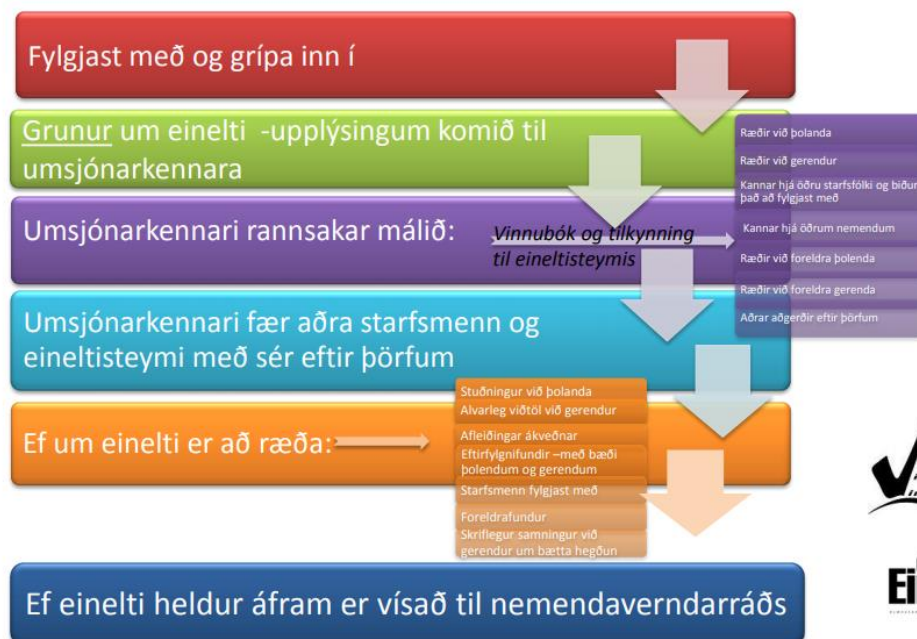 Fylgjast með og grípa inn í
Grunur um einelti -upplýsingum komið til
umsjónarkennara
Umsjónarkennari rannsakar málið:
Vinnubók og tilkynning
til eineltisteymis
Ræðir við þolanda
Ræðir við gerendur
Kannar hjá öðru starfsfólki og biður
það að fylgjast með
Kannar hjá öðrum nemendum
Ræðir við foreldra þolenda
Ræðir við foreldra gerenda
Aðrar aðgerðir eftir þörfum
Umsjónarkennari fær aðra starfsmenn og
eineltisteymi með sér eftir þörfum
Ef um einelti er að ræða:
Stuðningur við þolanda
Alvarleg viðtöl við gerendur
Afleiðingar ákveðnar
Eftirfylgnifundir –með bæði
þolendum og gerendum
Starfsmenn fylgjast með
Foreldrafundur
Skriflegur samningur við
gerendur um bætta hegðun
Ef einelti heldur áfram er vísað til nemendaverndarráðs